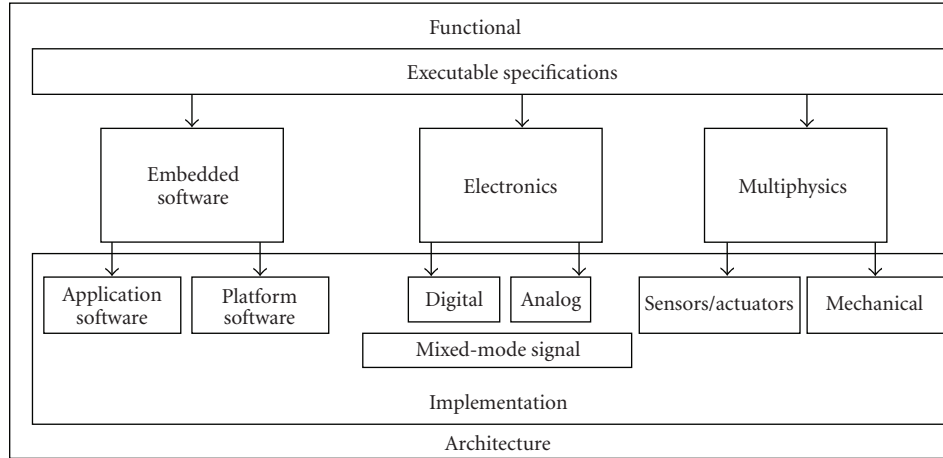 Functional
Executable specifications
Embedded
software
Electronics
Multiphysics
Application
software
Platform
software
Digital
Analog
Sensors/actuators
Mechanical
Mixed-mode signal
Implementation
Architecture